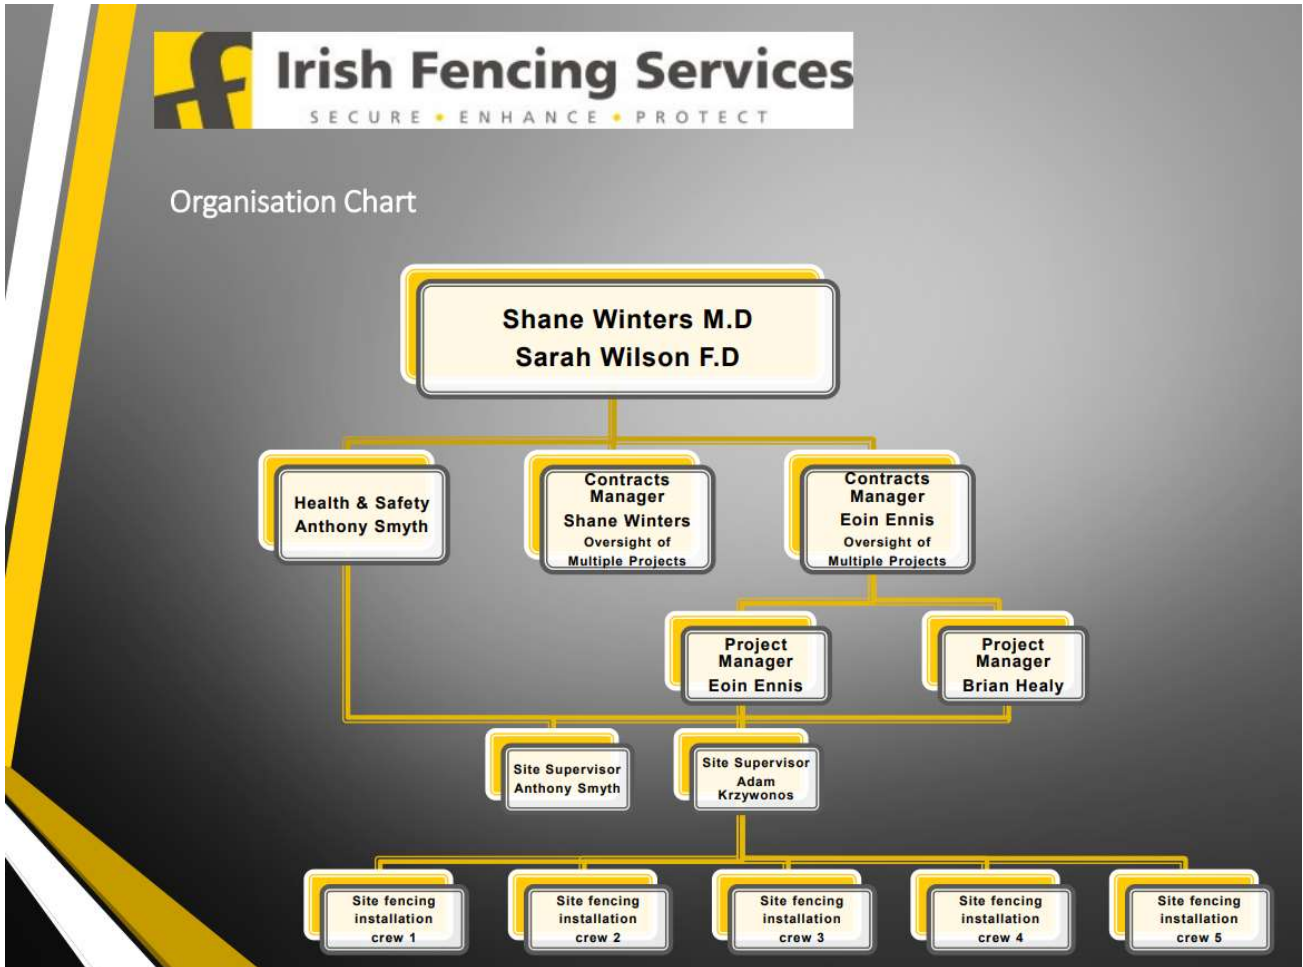 Irish Fencing Services
SECURE • ENHANCE • PROTECT
Organisation Chart
Shane Winters M.D
Sarah Wilson F.D
Health & Safety
Anthony Smyth
Contracts
Manager
Shane Winters
Oversight of
Multiple Projects
Contracts
Manager
Eoin Ennis
Oversight of
Multiple Projects
Project
Manager
Eoin Ennis
Project
Manager
Brian Healy
Site Supervisor
Anthony Smyth
Site Supervisor
Adam
Krzywonos
Site fencing
installation
crew 1
Site fencing
installation
crew 2
Site fencing
installation
crew 3
Site fencing
installation
crew 4
Site fencing
installation
crew 5